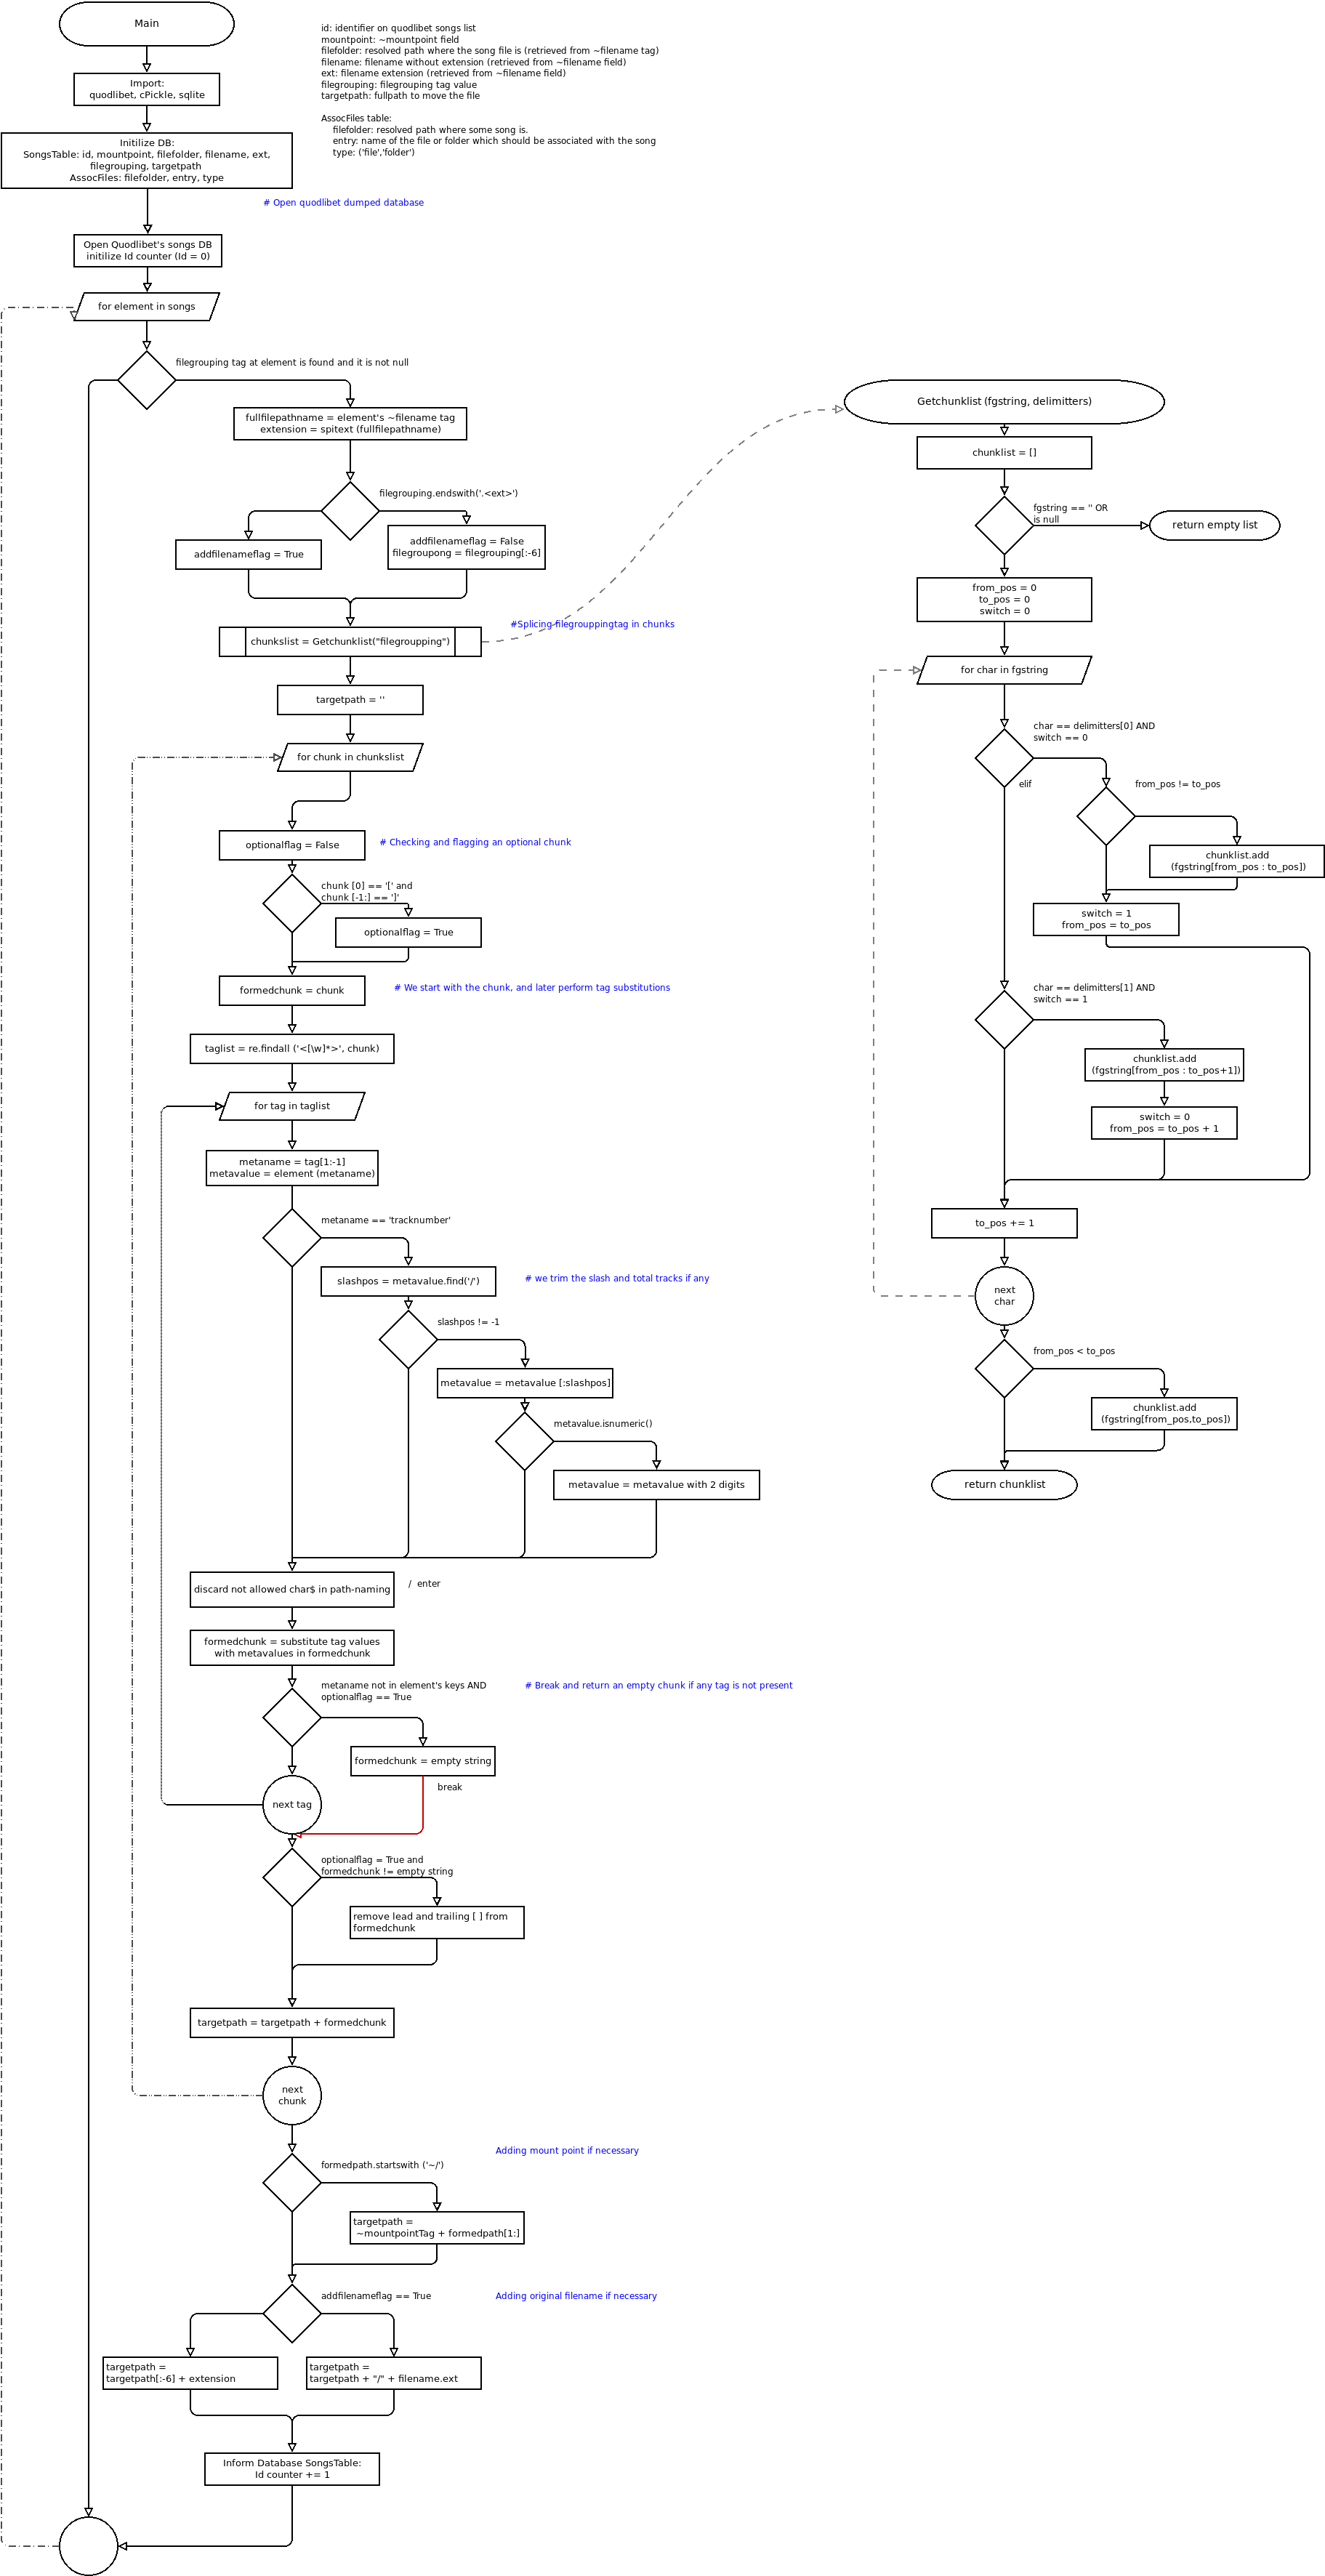 Main
id: identifier on quodlibet songs list
mountpoint: ~mountpoint field
filefolder: resolved path where the song file is (retrieved from ~filename tag)
filename: filename without extension (retrieved from ~filename field)
ext: filename extension (retrieved from ~filename field)
filegrouping: filegrouping tag value
targetpath: fullpath to move the file
AssocFiles table:
filefolder: resolved path where some song is.
entry: name of the file or folder which should be associated with the song
type: ('file','folder')
Import:
quodlibet, cPickle, sqlite
Initilize DB:
SongsTable: id, mountpoint, filefolder, filename, ext,
filegrouping, targetpath
AssocFiles: filefolder, entry, type
# Open quodlibet dumped database
Open Quodlibet's songs DB
initilize Id counter (Id = 0)
for element in songs
filegrouping tag at element is found and it is not null
fullfilepathname = element's ~filename tag
extension = spitext (fullfilepathname)
filegrouping.endswith('.<ext>')
addfilenameflag = True
addfilenameflag = False
filegroupong = filegrouping[:-6]
#Splicing filegrouppingtag in chunks
chunkslist = Getchunklist("filegroupping")
targetpath = ''
for chunk in chunkslist
optionalflag = False
# Checking and flagging an optional chunk
chunk [0] == '[' and
chunk [-1:] == ']'
optionalflag = True
formedchunk = chunk
# We start with the chunk, and later perform tag substitutions
taglist = re.findall ('<[\w]*>', chunk)
for tag in taglist
metaname = tag[1:-1]
metavalue = element (metaname)
metaname == 'tracknumber'
slashpos = metavalue.find('/')
# we trim the slash and total tracks if any
slashpos != -1
metavalue = metavalue [:slashpos]
metavalue.isnumeric()
metavalue = metavalue with 2 digits
discard not allowed char$ in path-naming
/  enter
formedchunk = substitute tag values
with metavalues in formedchunk
metaname not in element's keys AND
optionalflag == True
# Break and return an empty chunk if any tag is not present
formedchunk = empty string
break
next tag
optionalflag = True and
formedchunk != empty string
remove lead and trailing [ ] from
formedchunk
targetpath = targetpath + formedchunk
next
chunk
Adding mount point if necessary
formedpath.startswith ('~/')
targetpath =
~mountpointTag + formedpath[1:]
addfilenameflag == True
Adding original filename if necessary
targetpath =
targetpath[:-6] + extension
targetpath =
targetpath + "/" + filename.ext
Inform Database SongsTable:
Id counter += 1
Getchunklist (fgstring, delimitters)
chunklist = []
fgstring == '' OR
is null
return empty list
from_pos = 0
to_pos = 0
switch = 0
for char in fgstring
char == delimitters[0] AND
switch == 0
elif
from_pos != to_pos
chunklist.add
(fgstring[from_pos : to_pos])
switch = 1
from_pos = to_pos
char == delimitters[1] AND
switch == 1
chunklist.add
(fgstring[from_pos : to_pos+1])
switch = 0
from_pos = to_pos + 1
to_pos += 1
next
char
from_pos < to_pos
chunklist.add
(fgstring[from_pos,to_pos])
return chunklist